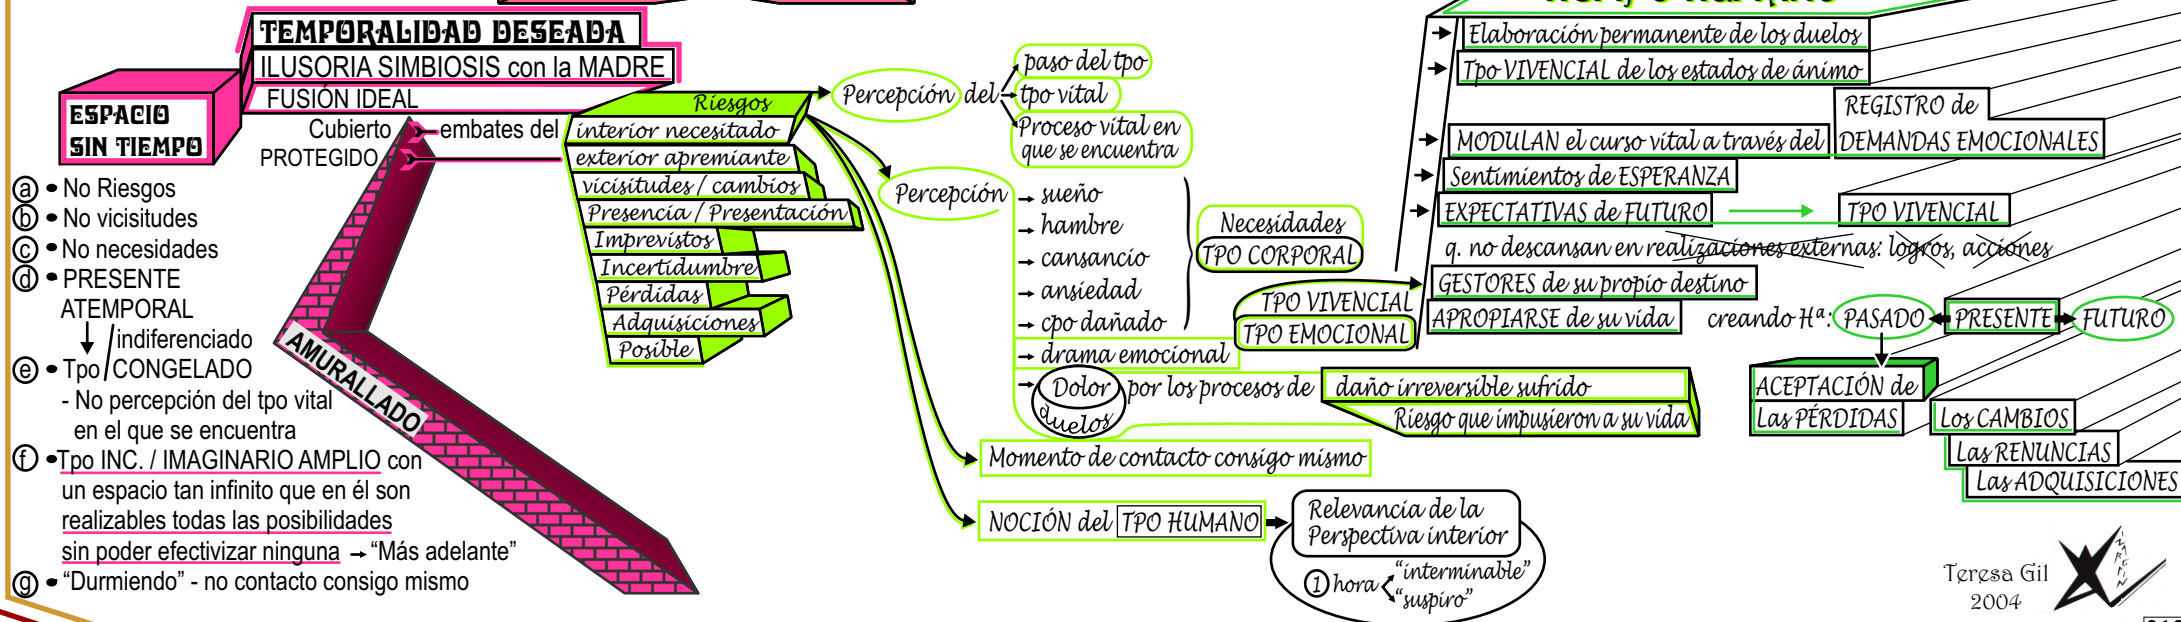 TEMPORALIDAD DESEADA
ILUSORIA SIMBIOSIS con la MADRE
FUSIÓN IDEAL
ESPACIO
SIN TIEMPO
Cubierto
PROTEGIDO
embates del
ⓐ • No Riesgos
ⓑ • No vicisitudes
ⓒ • No necesidades
ⓓ • PRESENTE
ATEMPORAL
indiferenciado
ⓔ • Tpo / CONGELADO
- No percepción del tpo vital
en el que se encuentra
ⓕ • Tpo INC. / IMAGINARIO AMPLIO con
un espacio tan infinito que en él son
realizables todas las posibilidades
sin poder efectivizar ninguna → “Más adelante”
ⓖ • “Durmiendo” - no contacto consigo mismo
AMURALLADO
Riesgos
interior necesitado
exterior apremiante
vicisitudes / cambios
Presencia / Presentación
Imprevistos
Incertidumbre
Pérdidas
Adquisiciones
Posible
Percepción del
paso del tpo
tpo vital
Proceso vital en
que se encuentra
Percepción
→ sueño
→ hambre
→ cansancio
→ ansiedad
→ cpo dañado
→ drama emocional
→ Dolor por los procesos de
duelos
daño irreversible sufrido
Riesgo que impusieron a su vida
Necesidades
TPO CORPORAL
TPO VIVENCIAL
TPO EMOCIONAL
Momento de contacto consigo mismo
NOCIÓN del TPO HUMANO
Relevancia de la
Perspectiva interior
① hora
“interminable”
“suspiro”
→ Elaboración permanente de los duelos
→ Tpo VIVENCIAL de los estados de ánimo
→ MODULAN el curso vital a través del
REGISTRO de
DEMANDAS EMOCIONALES
→ Sentimientos de ESPERANZA
→ EXPECTATIVAS de FUTURO → TPO VIVENCIAL
q. no descansan en realizaciones externas: logros, acciones
GESTORES de su propio destino
APROPIARSE de su vida
creando Hª: PASADO PRESENTE FUTURO
ACEPTACIÓN de
Las PÉRDIDAS
Los CAMBIOS
Las RENUNCIAS
Las ADQUISICIONES
Teresa Gil
2004